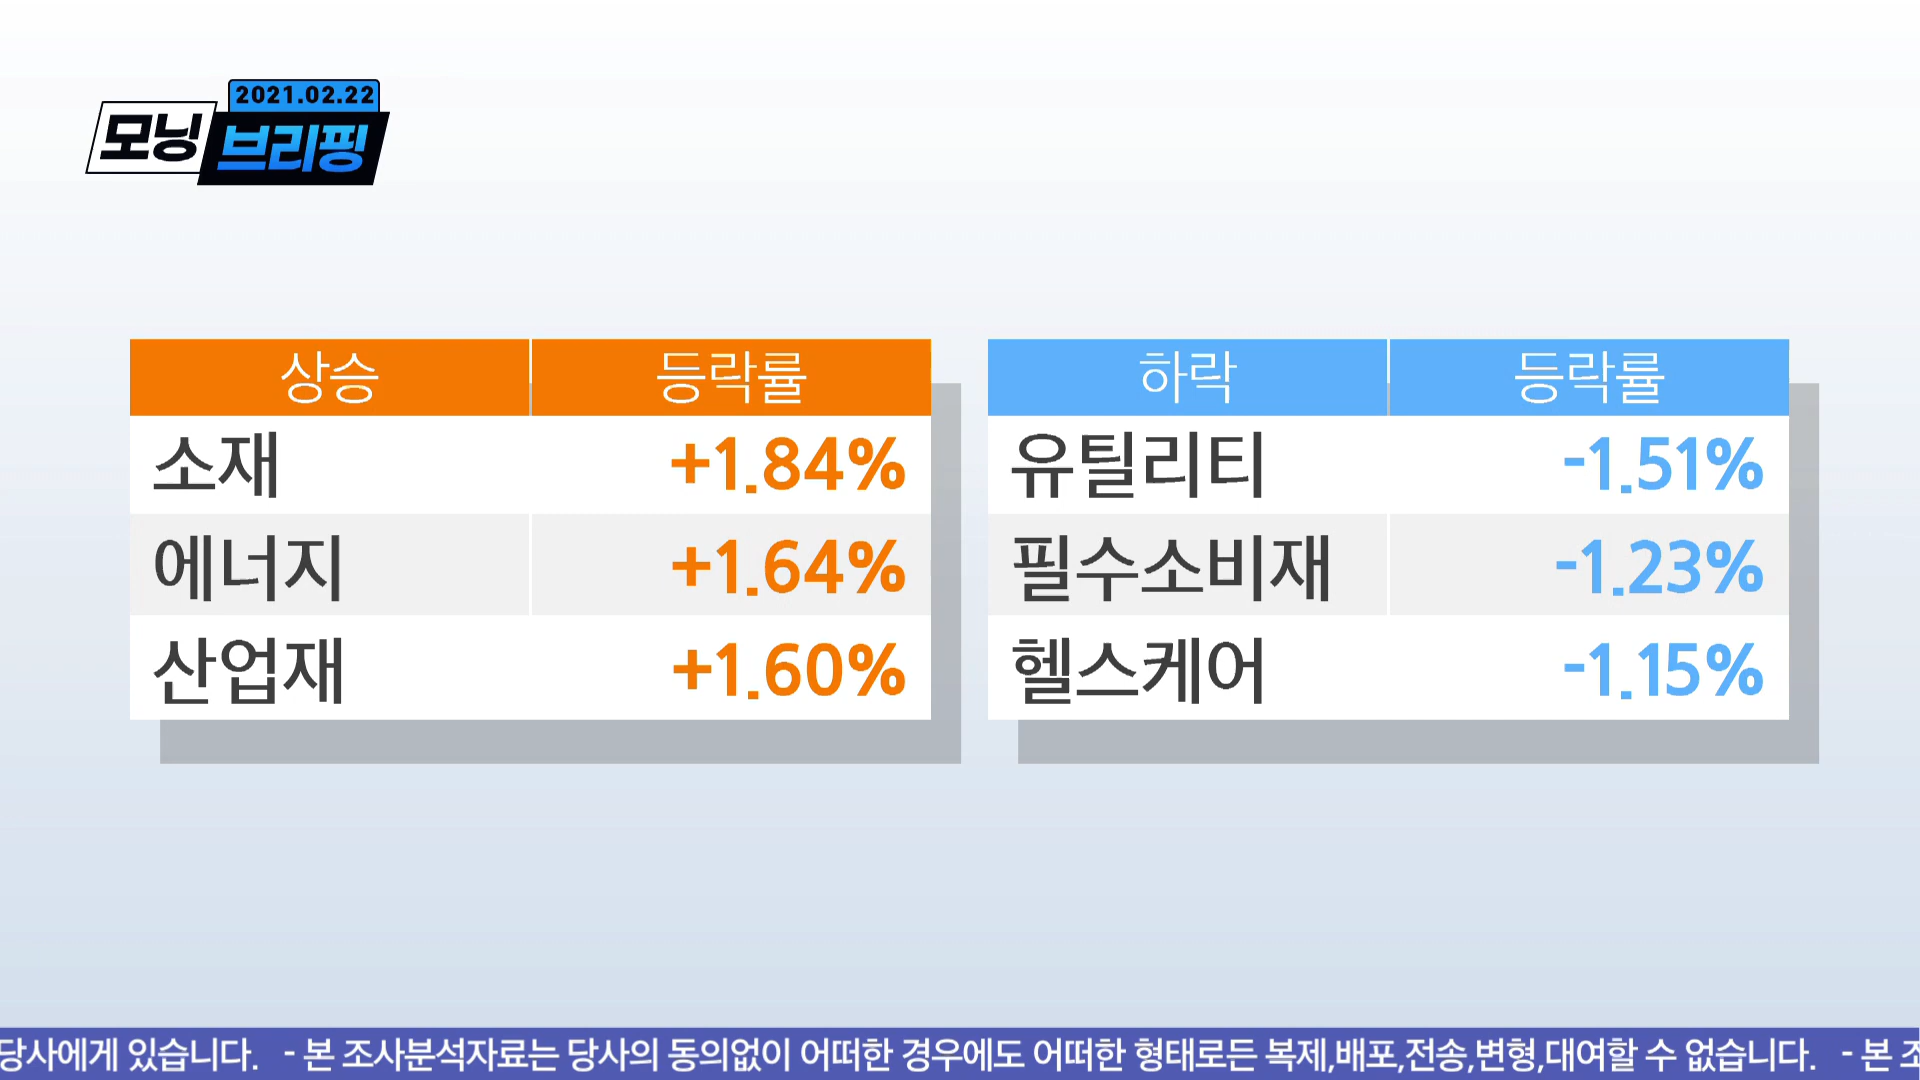 2021.02.22
모닝 브리핑
상승 등락률
소재 +1.84%
에너지 +1.64%
산업재 +1.60%
하락 등락률
유틸리티 -1.51%
필수소비재 -1.23%
헬스케어 -1.15%
당사에게 있습니다. - 본 조사분석자료는 당사의 동의없이 어떠한 경우에도 어떠한 형태로든 복제,배포,전송,변형,대여할 수 없습니다. - 본